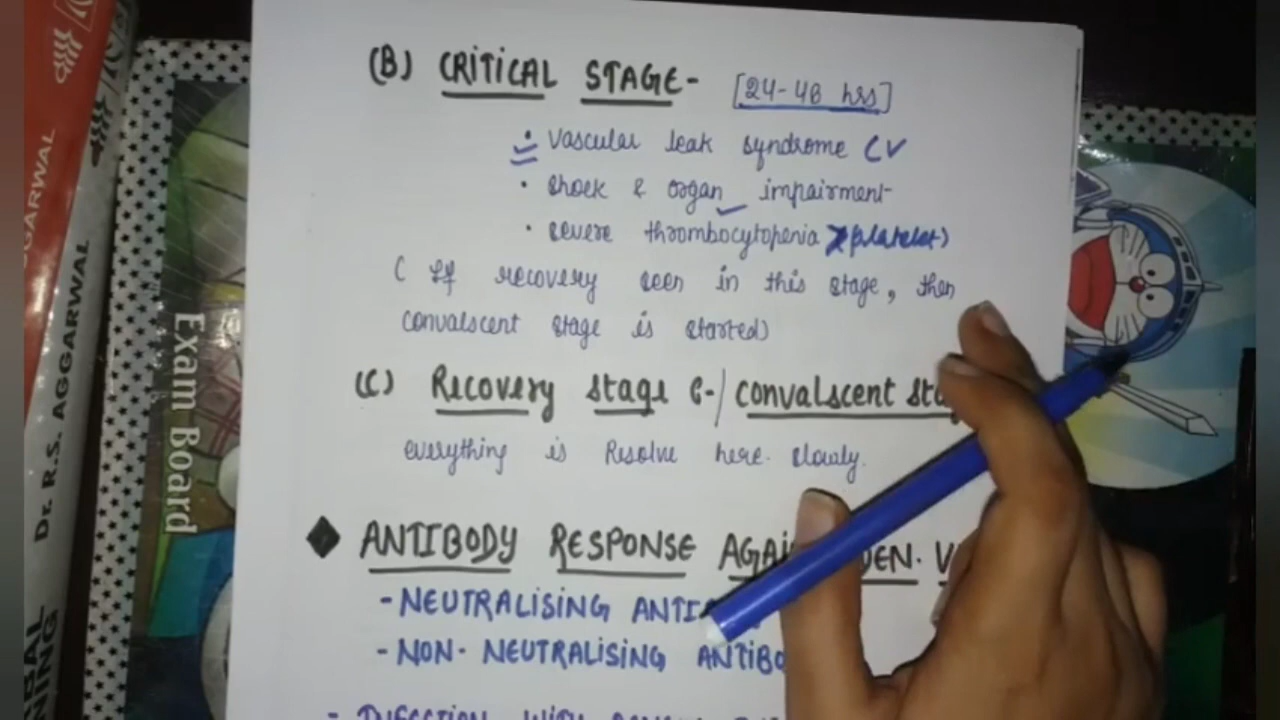 (B) CRITICAL STAGE- [24-48 hrs]
• vascular leak syndrome
• shock & organ impairment
• severe thrombocytopenia (platelet)
( If recovery seen in this stage, then
convalscent stage is started)
(C) Recovery stage / convalscent
everything is Resolve here. slowly.
ANTIBODY RESPONSE DEN.
- NEUTRALISING
- NON-NEUTRALISING
- WITH
Exam Board
Dr. R.S. AGGARWAL